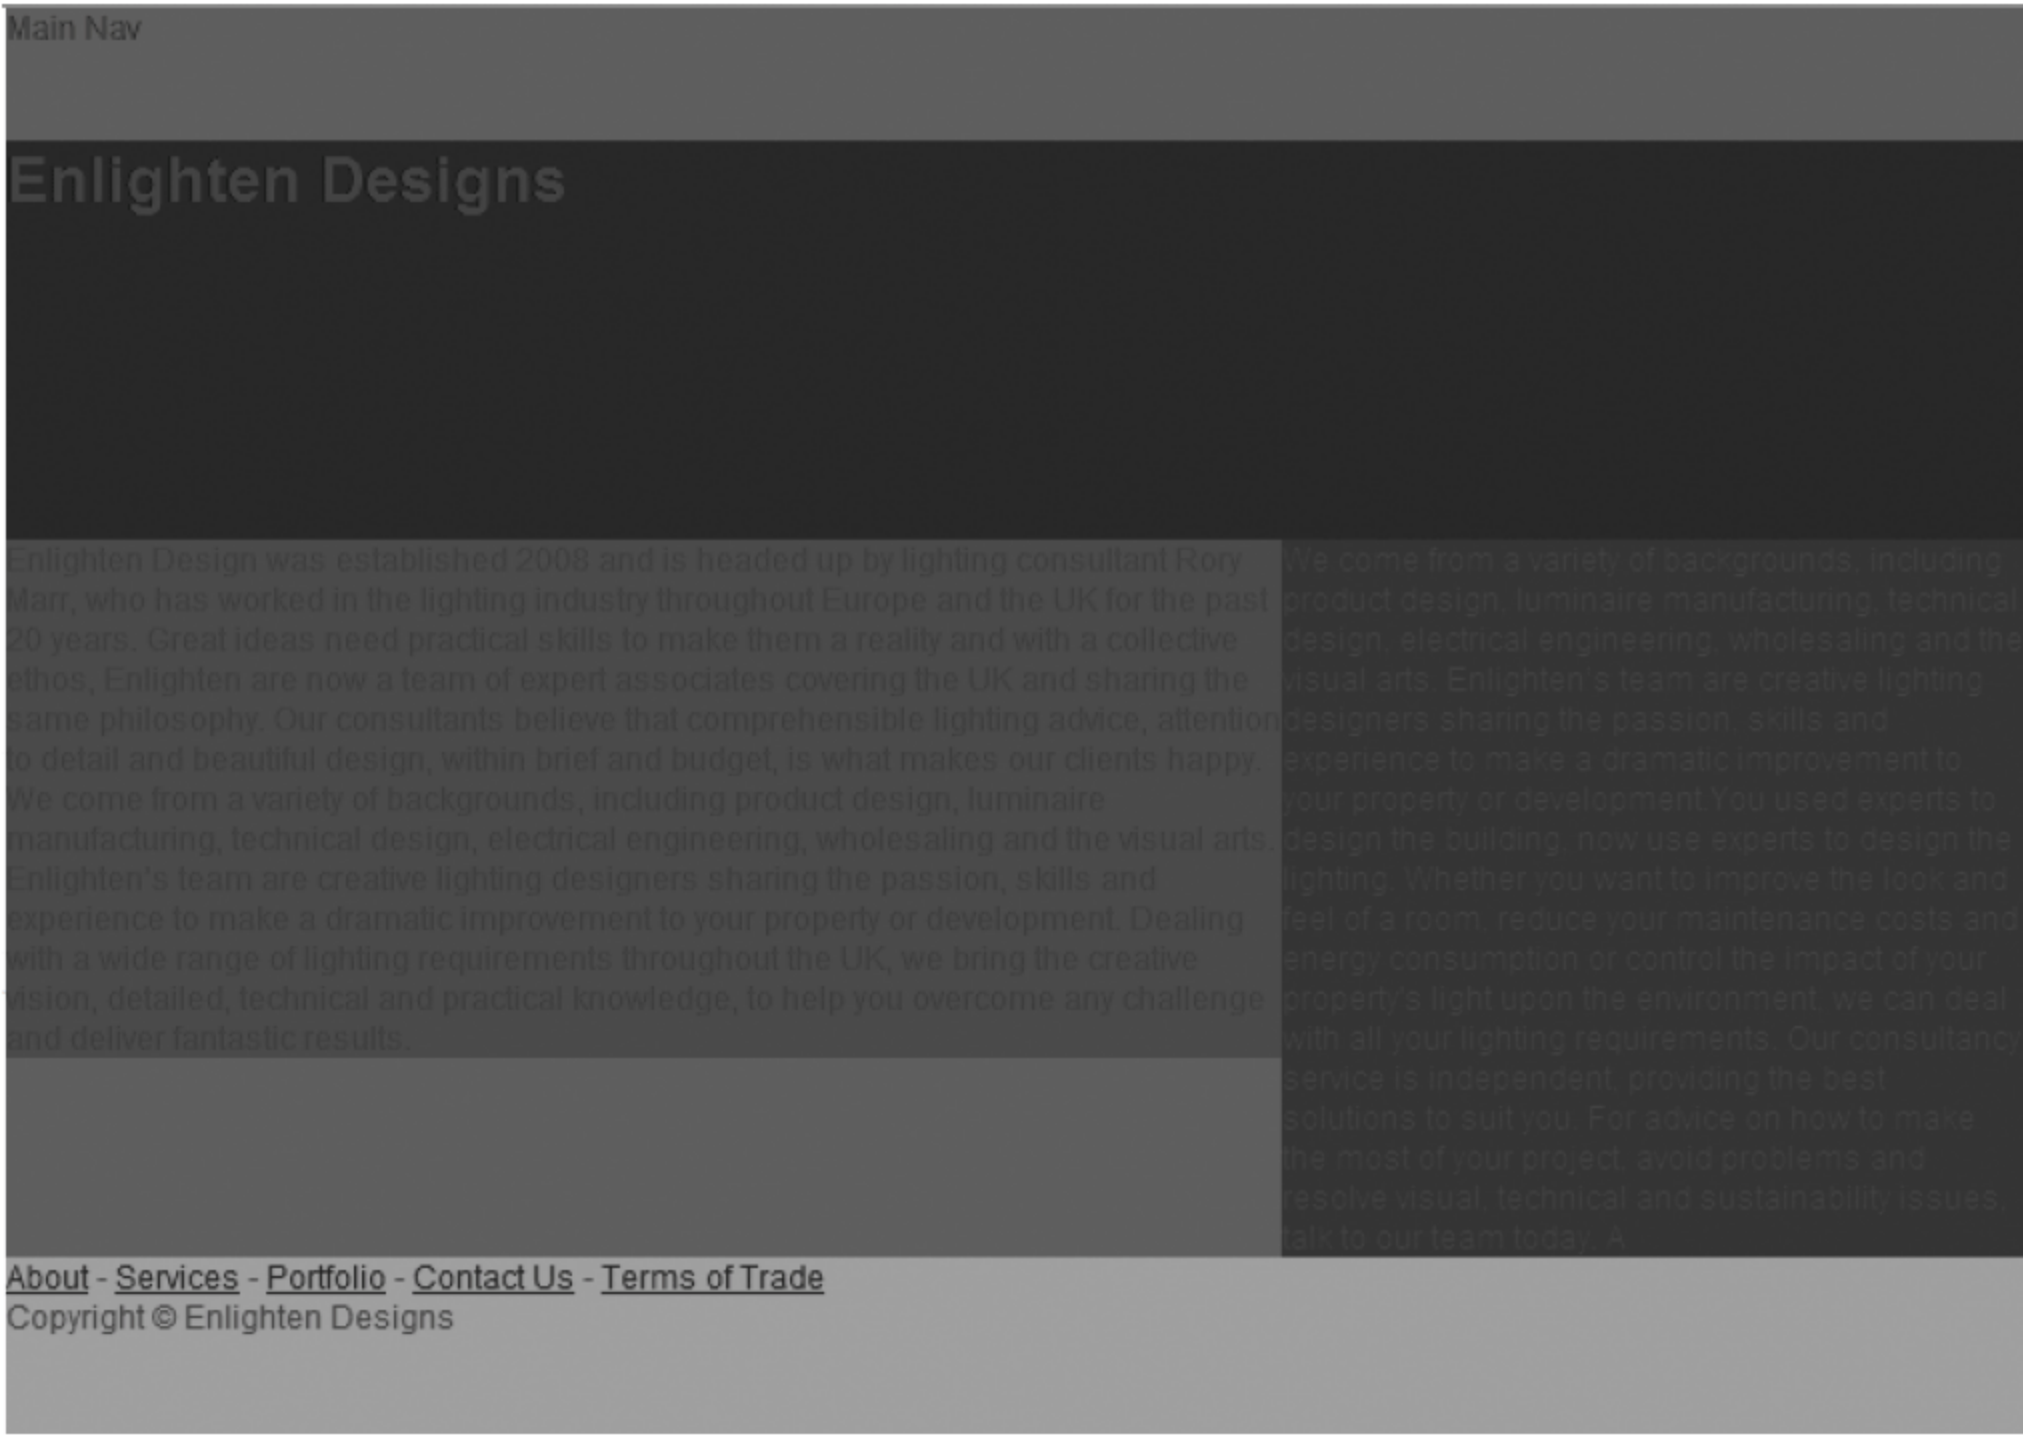 Main Nav
Enlighten Designs
Enlighten Design was established 2008 and is headed up by lighting consultant Rory
Marr, who has worked in the lighting industry throughout Europe and the UK for the past
20 years. Great ideas need practical skills to make them a reality and with a collective
ethos, Enlighten are now a team of expert associates covering the UK and sharing the
same philosophy. Our consultants believe that comprehensible lighting advice, attention
to detail and beautiful design, within brief and budget, is what makes our clients happy.
We come from a variety of backgrounds, including product design, luminaire
manufacturing, technical design, electrical engineering, wholesaling and the visual arts.
Enlighten's team are creative lighting designers sharing the passion, skills and
experience to make a dramatic improvement to your property or development. Dealing
with a wide range of lighting requirements throughout the UK, we bring the creative
vision, detailed, technical and practical knowledge, to help you overcome any challenge
and deliver fantastic results.
We come from a variety of backgrounds, including
product design, luminaire manufacturing, technical
design, electrical engineering, wholesaling and the
visual arts. Enlighten's team are creative lighting
designers sharing the passion, skills and
experience to make a dramatic improvement to
your property or development.You used experts to
design the building, now use experts to design the
lighting. Whether you want to improve the look and
feel of a room, reduce your maintenance costs and
energy consumption or control the impact of your
property's light upon the environment, we can deal
with all your lighting requirements. Our consultancy
service is independent, providing the best
solutions to suit you. For advice on how to make
the most of your project, avoid problems and
resolve visual, technical and sustainability issues,
talk to our team today. A
About - Services - Portfolio - Contact Us - Terms of Trade
Copyright © Enlighten Designs